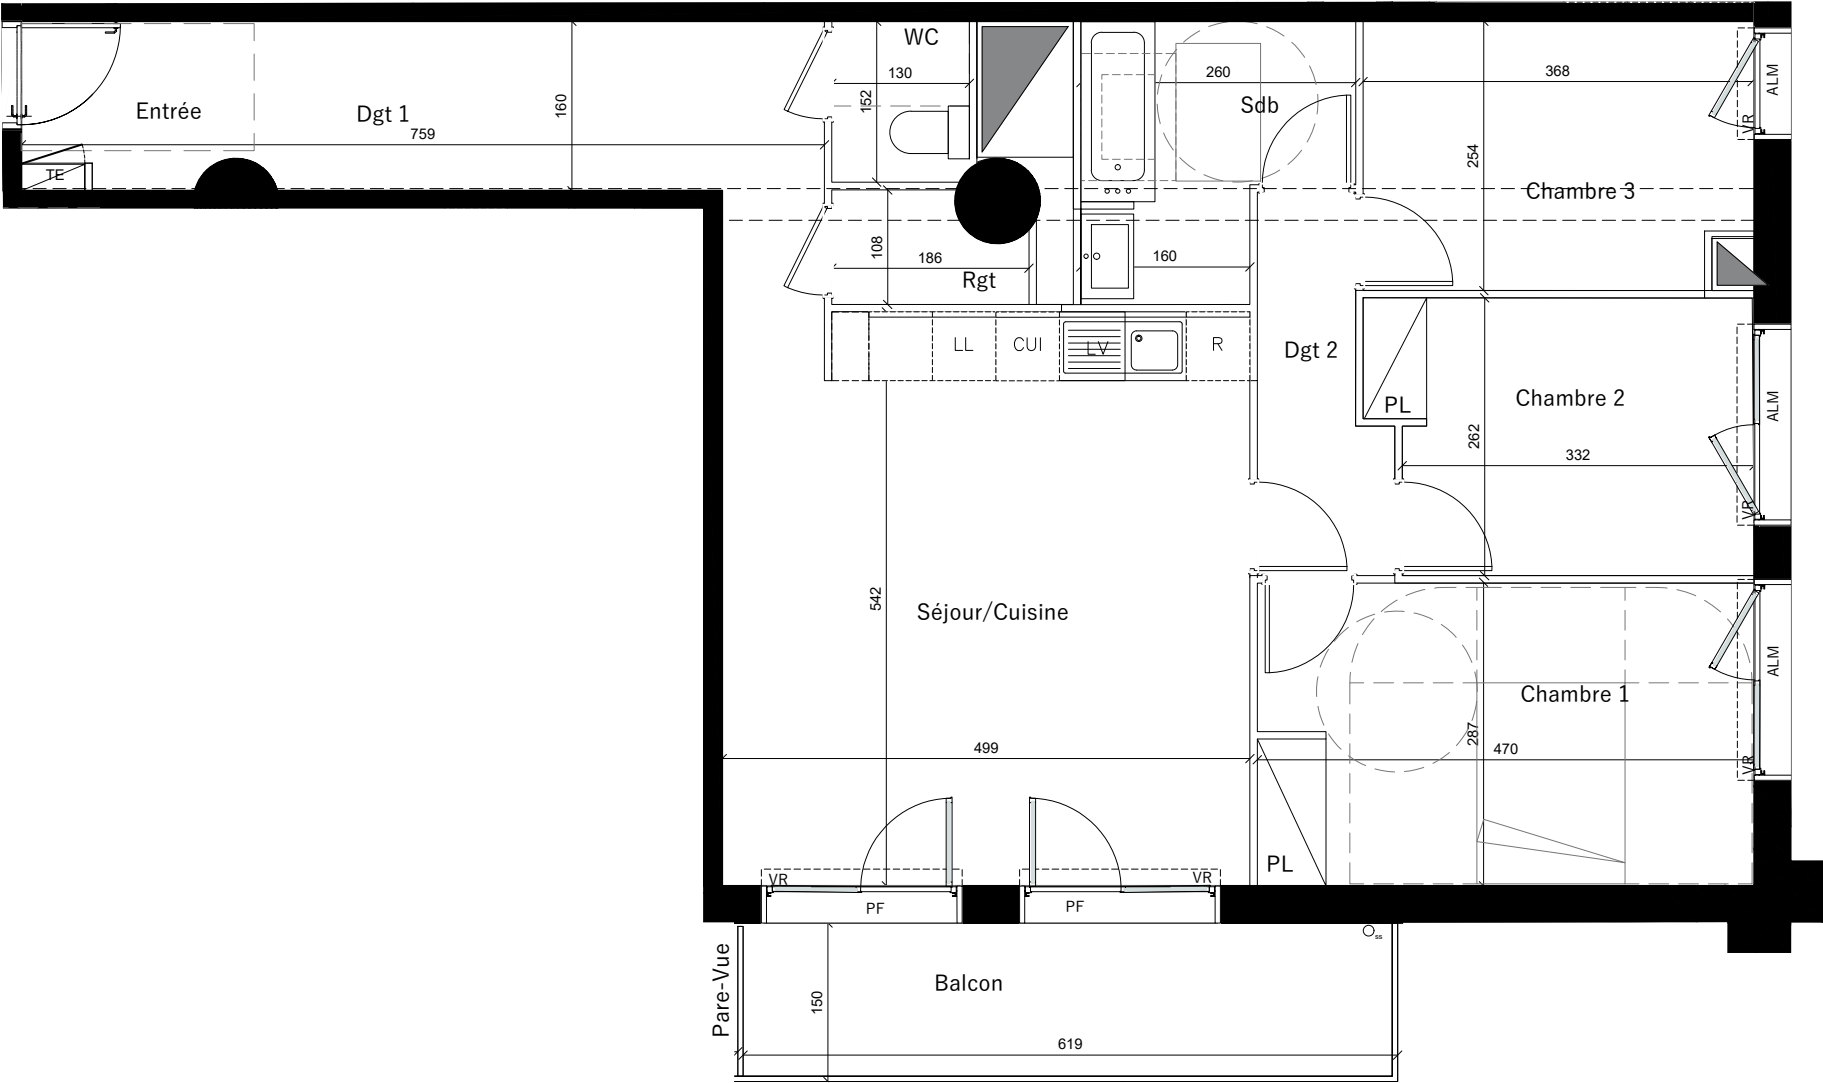 WC
130
152
260
Sdb
368
ALM
VR
Entrée
Dgt 1
160
759
TE
254
Chambre 3
108
186
Rgt
160
LL
CUI
LV
R
Dgt 2
PL
Chambre 2
ALM
262
332
VR
542
Séjour/Cuisine
Chambre 1
ALM
287
499
470
VR
PL
VR
VR
PF
PF
ss
Pare-Vue
Balcon
150
619